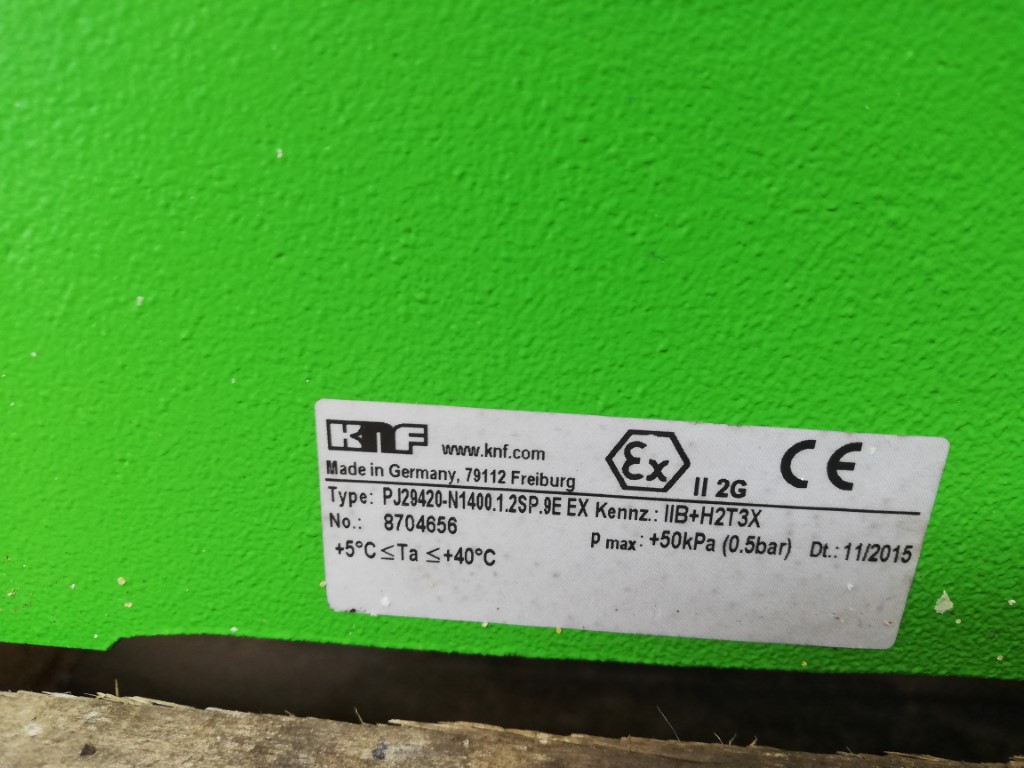 KNF www.knf.com
Made in Germany, 79112 Freiburg
Ex II 2G CE
Type: PJ29420-N1400.1.2SP.9E EX Kennz.: IIB+H2T3X
No.: 8704656
p max: +50kPa (0.5bar) Dt.: 11/2015
+5°C ≤Ta ≤+40°C